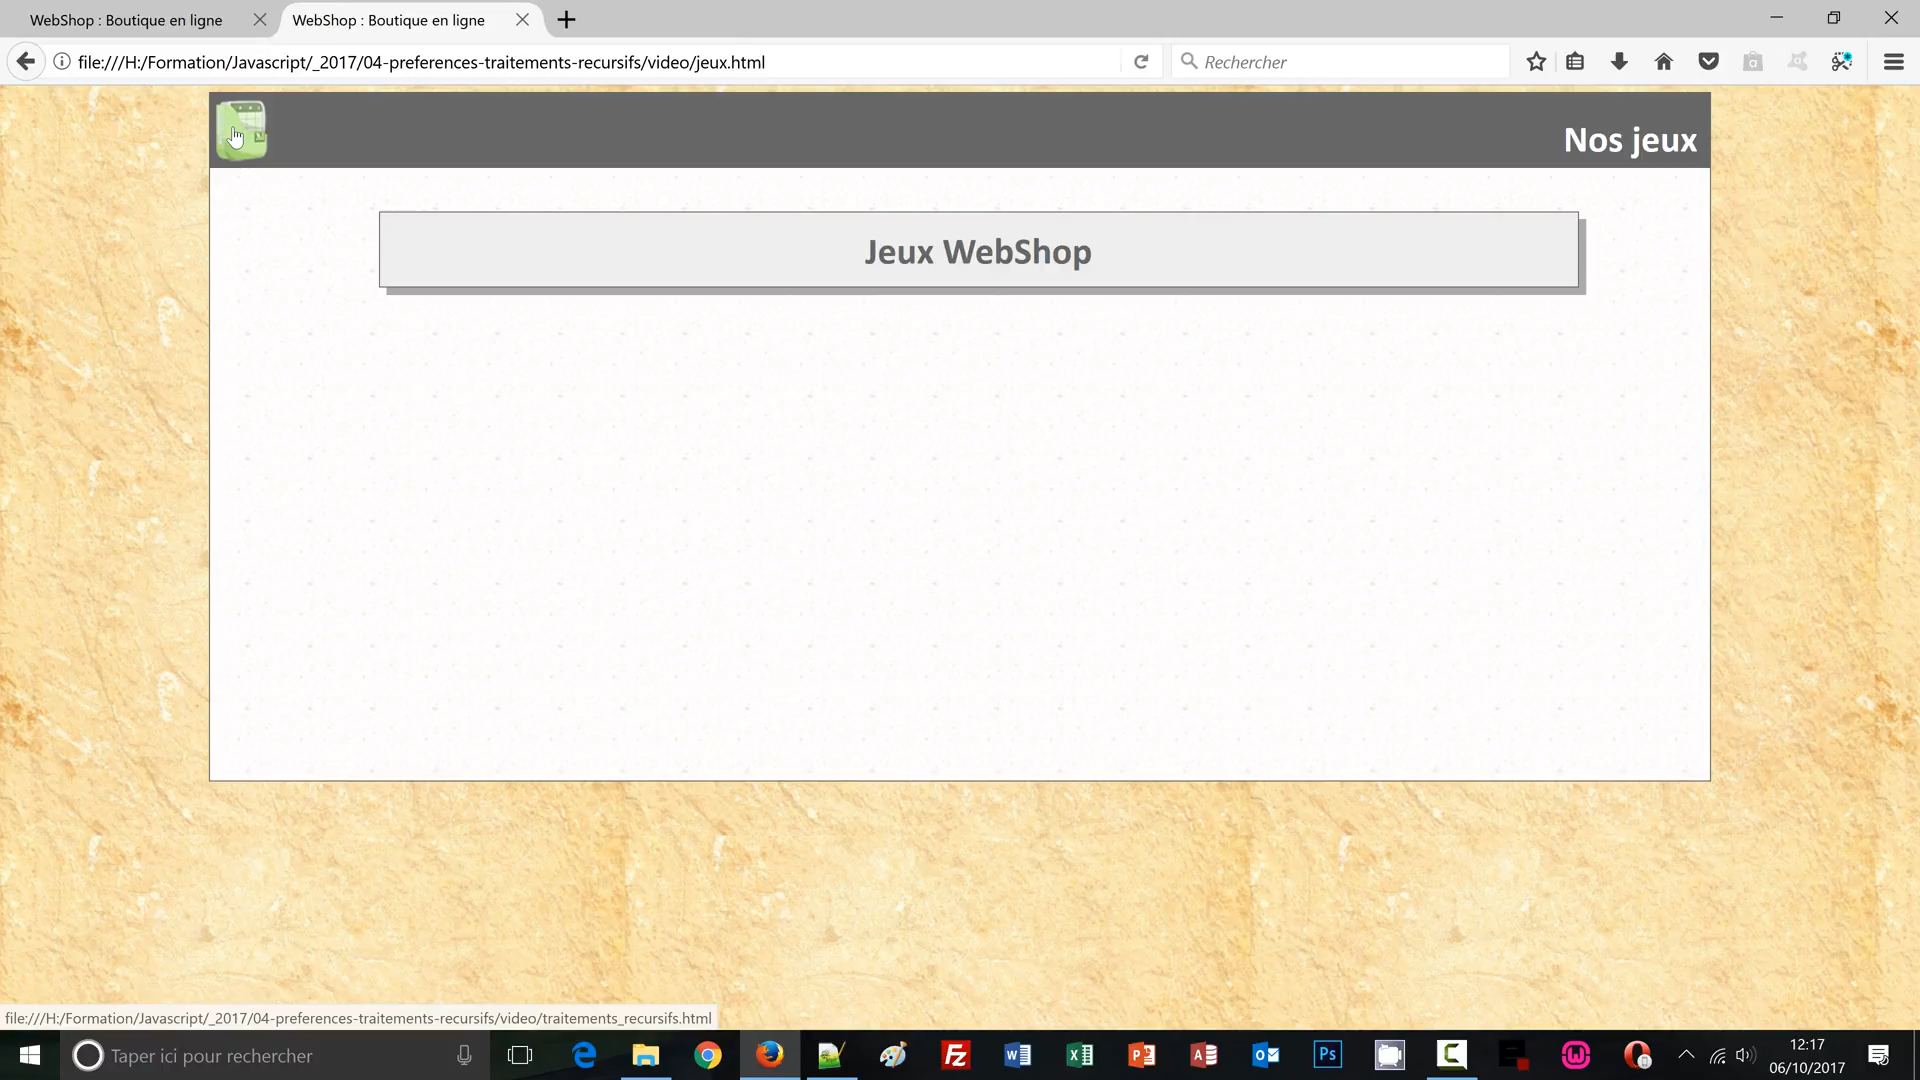 WebShop : Boutique en ligne
WebShop : Boutique en ligne
file:///H:/Formation/Javascript/_2017/04-preferences-traitements-recursifs/video/jeux.html
Rechercher
Nos jeux
Jeux WebShop
file:///H:/Formation/Javascript/_2017/04-preferences-traitements-recursifs/video/traitements_recursifs.html
Taper ici pour rechercher
12:17
06/10/2017